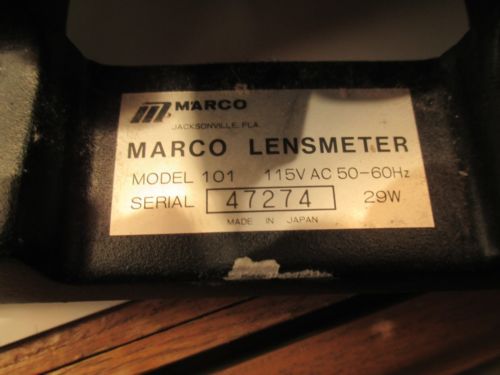 m MARCO
JACKSONVILLE, FLA.
MARCO LENSMETER
MODEL 101 115V AC 50-60Hz
SERIAL 47274 29W
MADE IN JAPAN